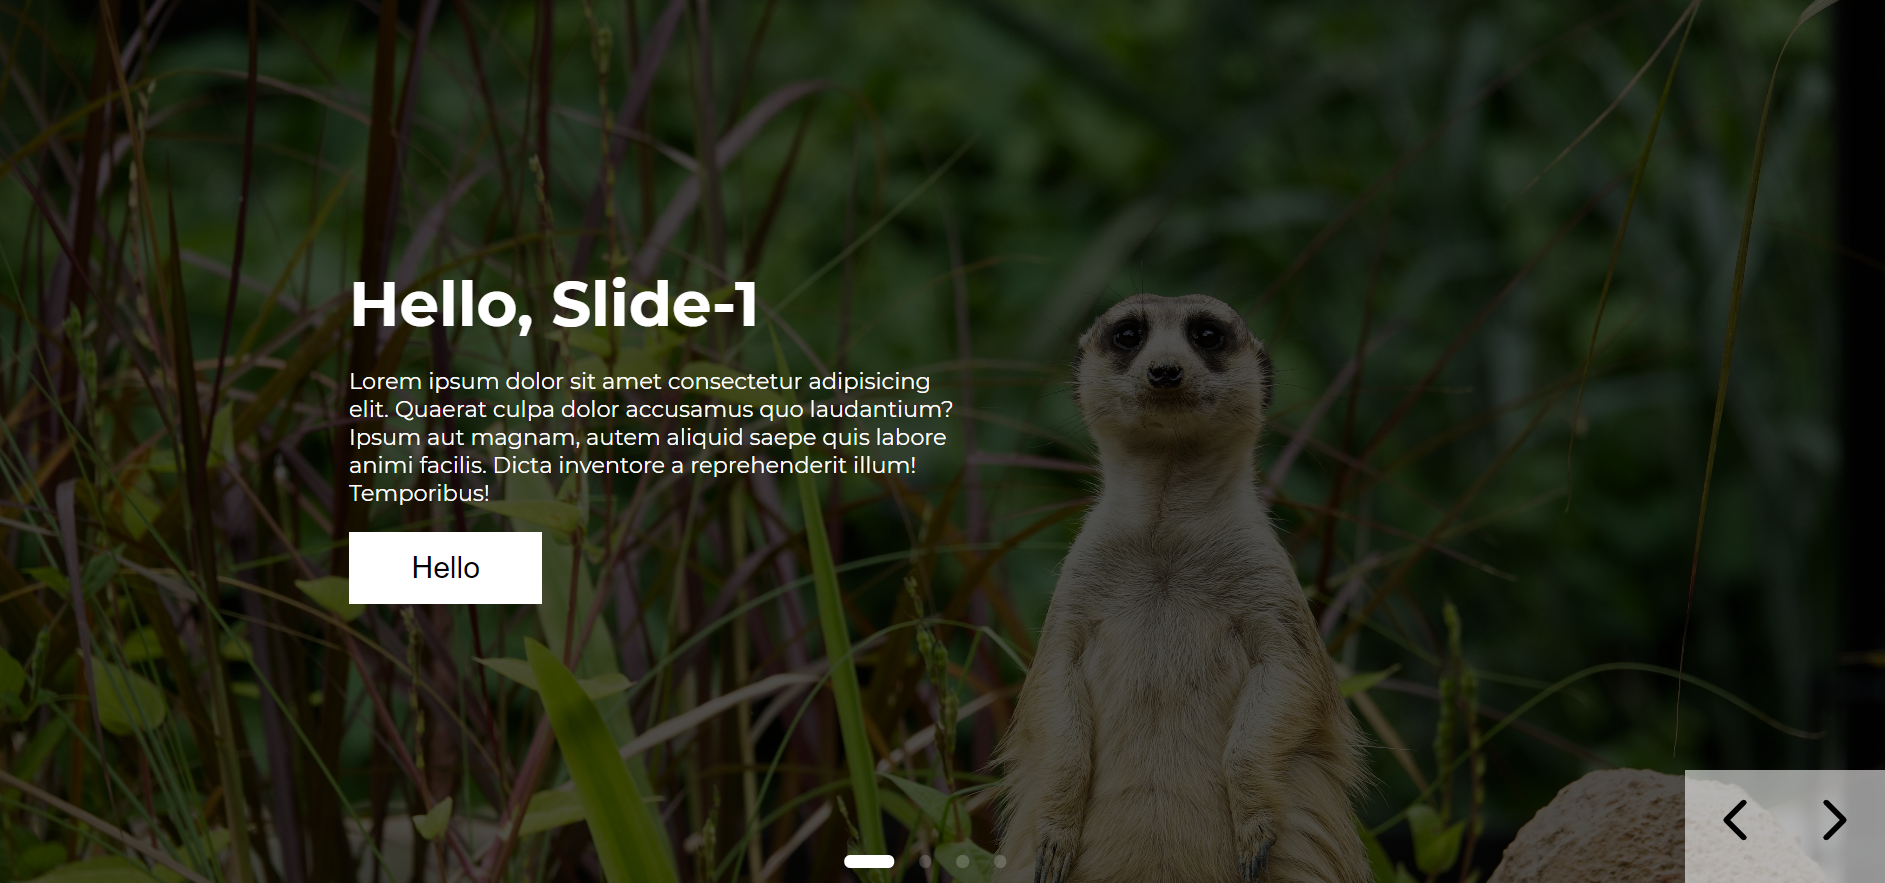 Hello, Slide-1
Lorem ipsum dolor sit amet consectetur adipisicing
elit. Quaerat culpa dolor accusamus quo laudantium?
Ipsum aut magnam, autem aliquid saepe quis labore
animi facilis. Dicta inventore a reprehenderit illum!
Temporibus!
Hello